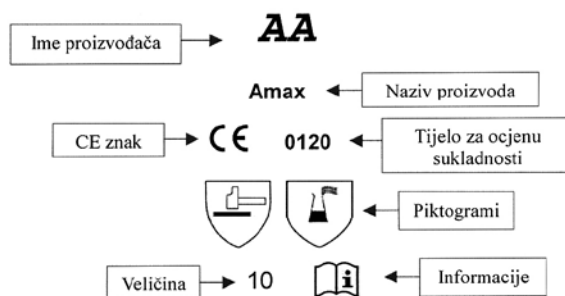 AA
Ime proizvođača
Amax
Naziv proizvoda
CE znak
CE
0120
Tijelo za ocjenu
sukladnosti
Piktogrami
Veličina
10
i
Informacije